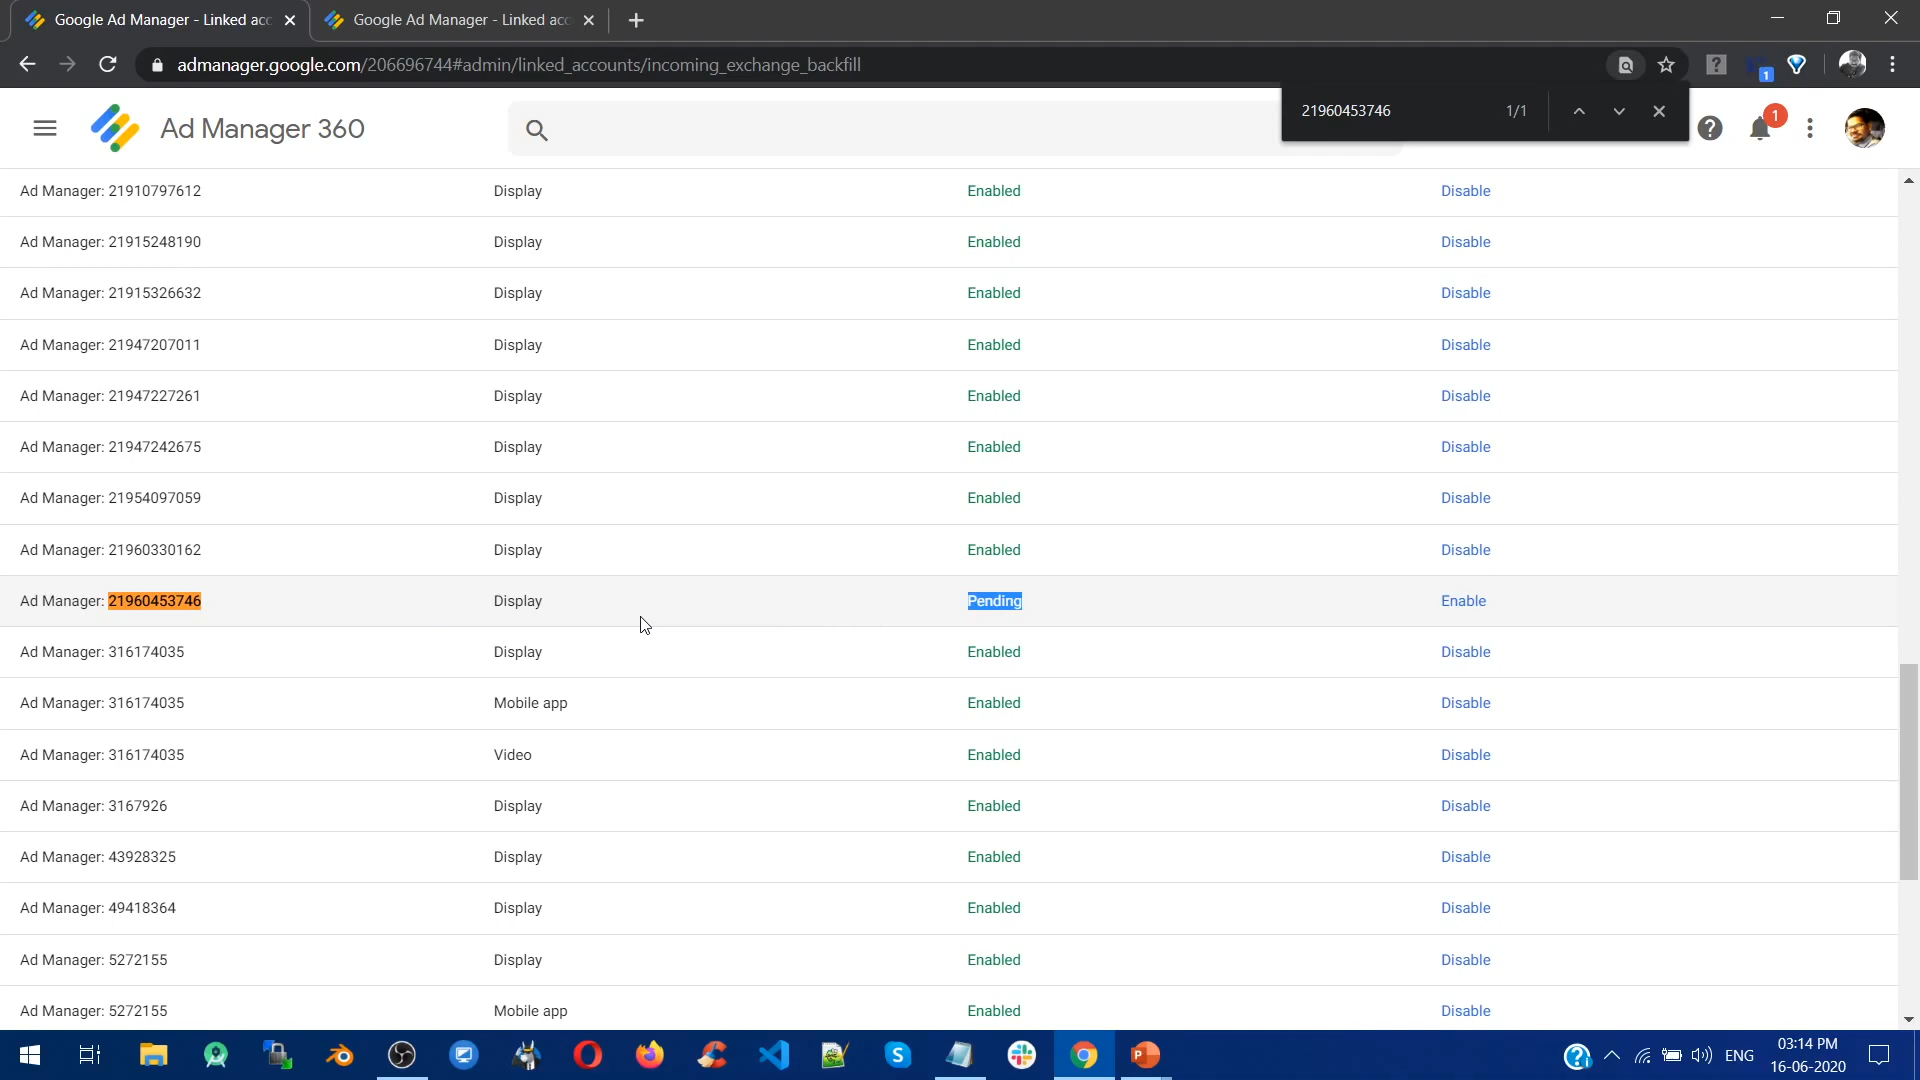 Google Ad Manager - Linked acc
Google Ad Manager - Linked acc
admanager.google.com/206696744#admin/linked_accounts/incoming_exchange_backfill
1
21960453746 1/1
Ad Manager 360
1
Ad Manager: 21910797612 Display Enabled Disable
Ad Manager: 21915248190 Display Enabled Disable
Ad Manager: 21915326632 Display Enabled Disable
Ad Manager: 21947207011 Display Enabled Disable
Ad Manager: 21947227261 Display Enabled Disable
Ad Manager: 21947242675 Display Enabled Disable
Ad Manager: 21954097059 Display Enabled Disable
Ad Manager: 21960330162 Display Enabled Disable
Ad Manager: 21960453746 Display Pending Enable
Ad Manager: 316174035 Display Enabled Disable
Ad Manager: 316174035 Mobile app Enabled Disable
Ad Manager: 316174035 Video Enabled Disable
Ad Manager: 3167926 Display Enabled Disable
Ad Manager: 43928325 Display Enabled Disable
Ad Manager: 49418364 Display Enabled Disable
Ad Manager: 5272155 Display Enabled Disable
Ad Manager: 5272155 Mobile app Enabled Disable
ENG
03:14 PM
16-06-2020